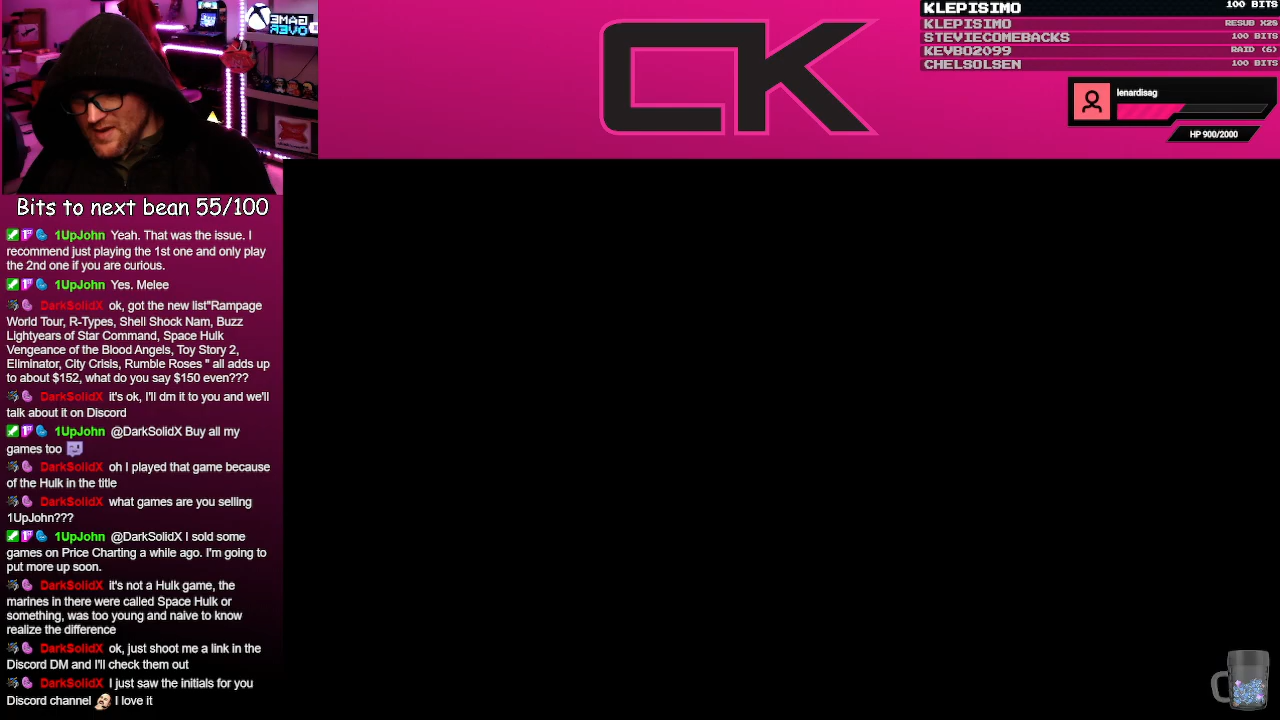 GAME
OVER
CK
KLEPISIMO 100 BITS
KLEPISIMO RESUB X26
STEVIECOMEBACKS 100 BITS
KEVBO2099 RAID (6)
CHELSOLSEN 100 BITS
lenardisag
HP 900/2000
Bits to next bean 55/100
1UpJohn Yeah. That was the issue. I
recommend just playing the 1st one and only play
the 2nd one if you are curious.
1UpJohn Yes. Melee
DarkSolidX ok, got the new list"Rampage
World Tour, R-Types, Shell Shock Nam, Buzz
Lightyears of Star Command, Space Hulk
Vengeance of the Blood Angels, Toy Story 2,
Eliminator, City Crisis, Rumble Roses " all adds up
to about $152, what do you say $150 even???
DarkSolidX it's ok, I'll dm it to you and we'll
talk about it on Discord
1UpJohn @DarkSolidX Buy all my
games too
DarkSolidX oh I played that game because
of the Hulk in the title
DarkSolidX what games are you selling
1UpJohn???
1UpJohn @DarkSolidX I sold some
games on Price Charting a while ago. I'm going to
put more up soon.
DarkSolidX it's not a Hulk game, the
marines in there were called Space Hulk or
something, was too young and naive to know
realize the difference
DarkSolidX ok, just shoot me a link in the
Discord DM and I'll check them out
DarkSolidX I just saw the initials for you
Discord channel I love it